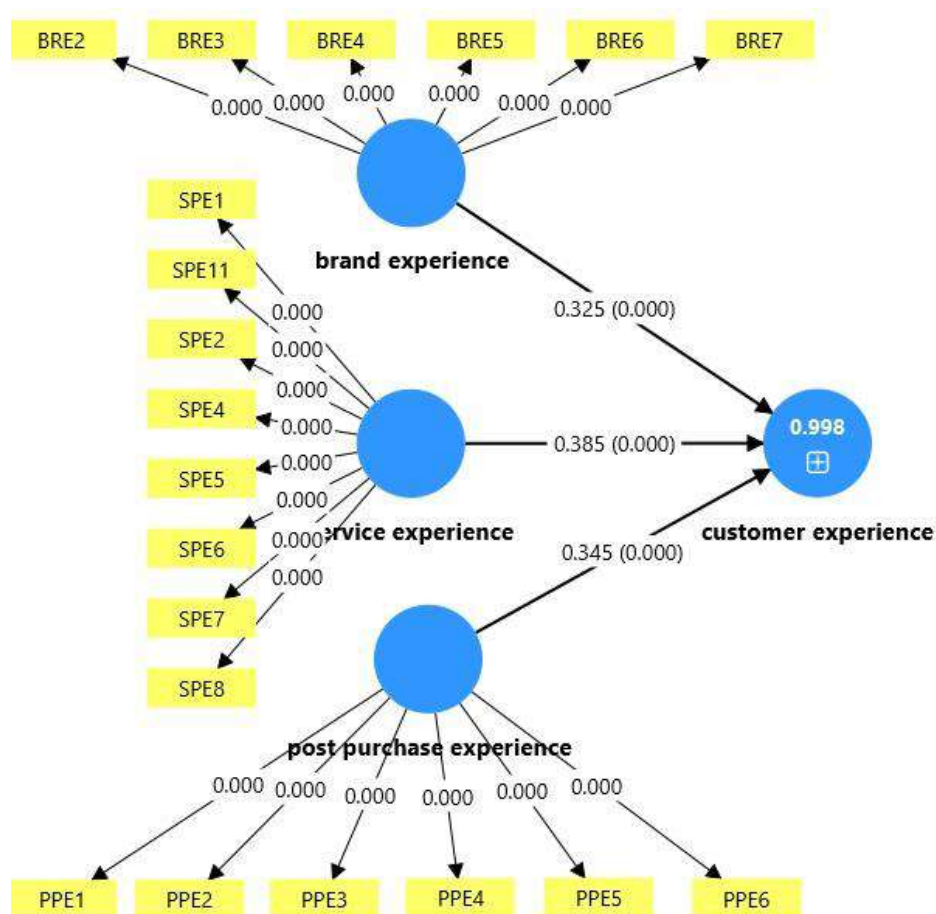 BRE2 BRE3 BRE4 BRE5 BRE6 BRE7
0.000 0.000 0.000 0.000 0.000 0.000
SPE1
brand experience
SPE11
0.325 (0.000)
0.000
SPE2
0.000
0.000
SPE4
0.000
0.385 (0.000)
0.998
0.000
SPE5
0.000
SPE6
0.000
ervice experience
customer experience
0.345 (0.000)
0.000
SPE7
SPE8
post purchase experience
0.000 0.000 0.000 0.000 0.000 0.000
PPE1 PPE2 PPE3 PPE4 PPE5 PPE6